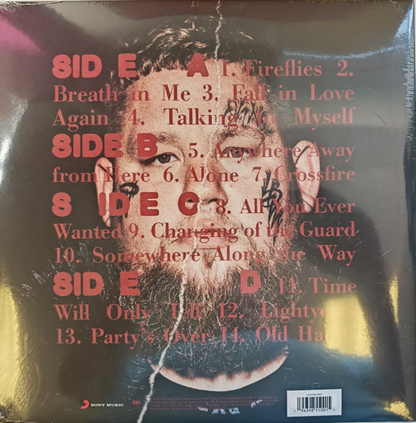 SIDE A 1. Fireflies 2.
Breath in Me 3. Fall in Love
Again 4. Talking Myself
SIDE B 5. Anywhere Away
from Here 6. Alone 7. Crossfire
SIDE C 8. All You Ever
Wanted 9. Changing of the Guard
10. Somewhere Along the Way
SIDE D 11. Time
Will Only Tell 12. Lightyears
13. Party's Over 14. Old Habits
SONY MUSIC